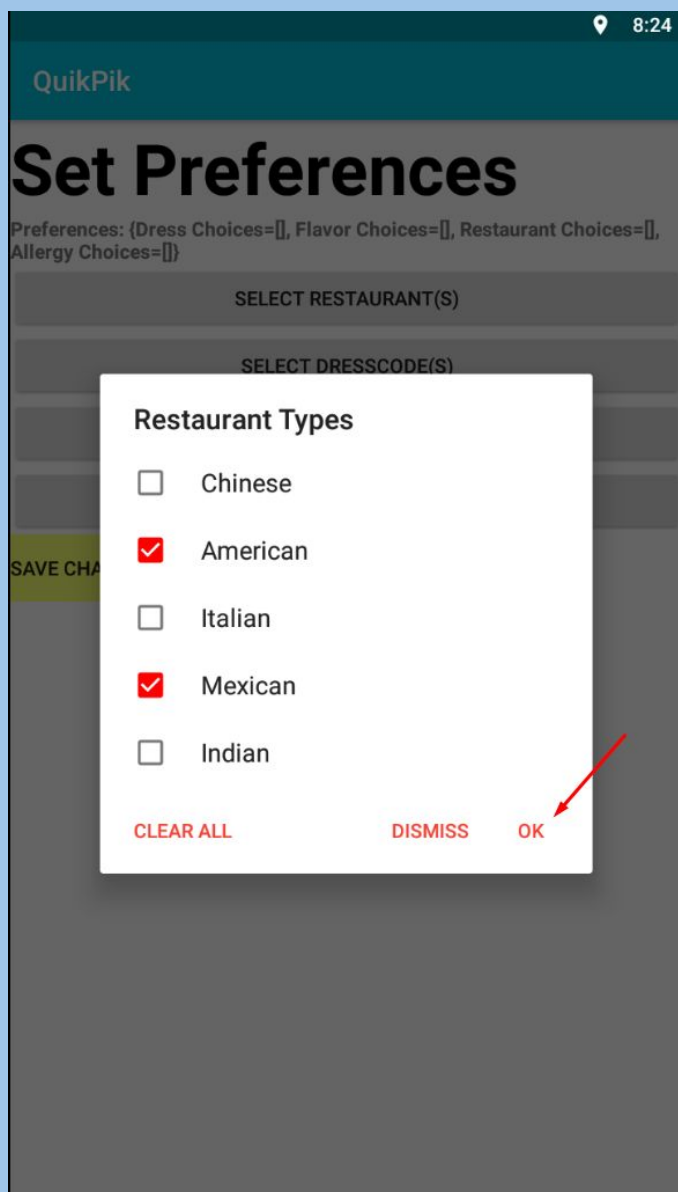 8:24
QuikPik
Set Preferences
Preferences: {Dress Choices=[], Flavor Choices=[], Restaurant Choices=[],
Allergy Choices=[]}
SELECT RESTAURANT(S)
SELECT DRESSCODE(S)
SAVE CHA
Restaurant Types
Chinese
American
Italian
Mexican
Indian
CLEAR ALL DISMISS OK